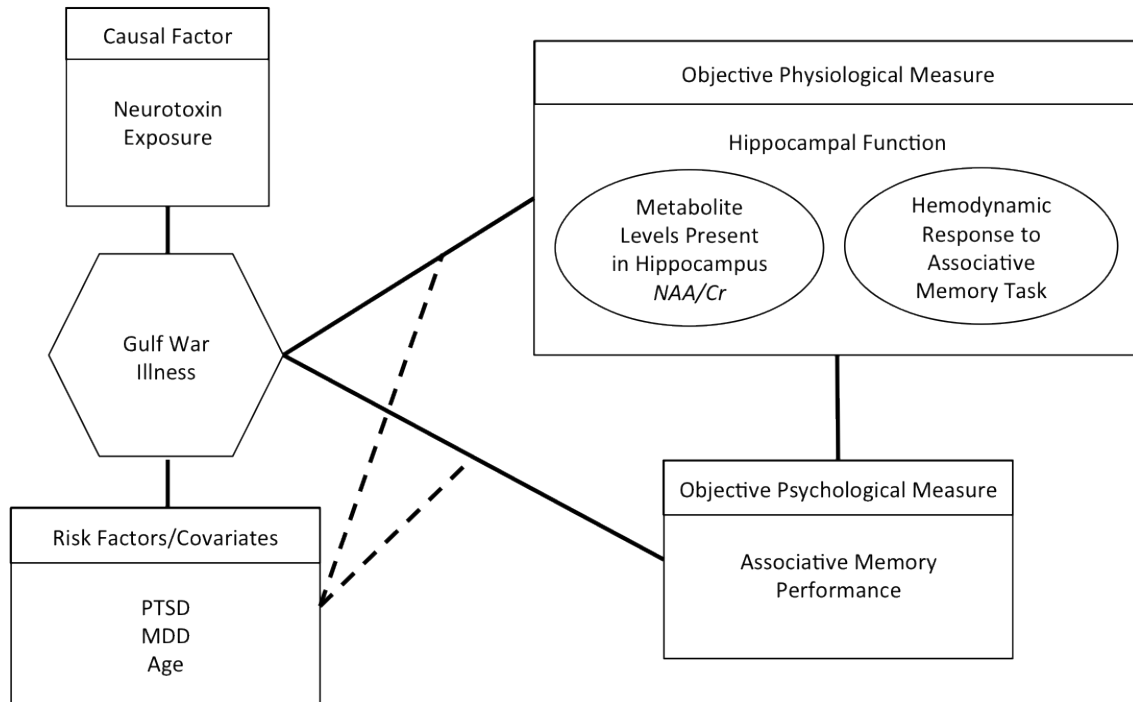 Causal Factor
Neurotoxin
Exposure
Objective Physiological Measure
Hippocampal Function
Metabolite
Levels Present
in Hippocampus
NAA/Cr
Hemodynamic
Response to
Associative
Memory Task
Gulf War
Illness
Objective Psychological Measure
Associative Memory
Performance
Risk Factors/Covariates
PTSD
MDD
Age